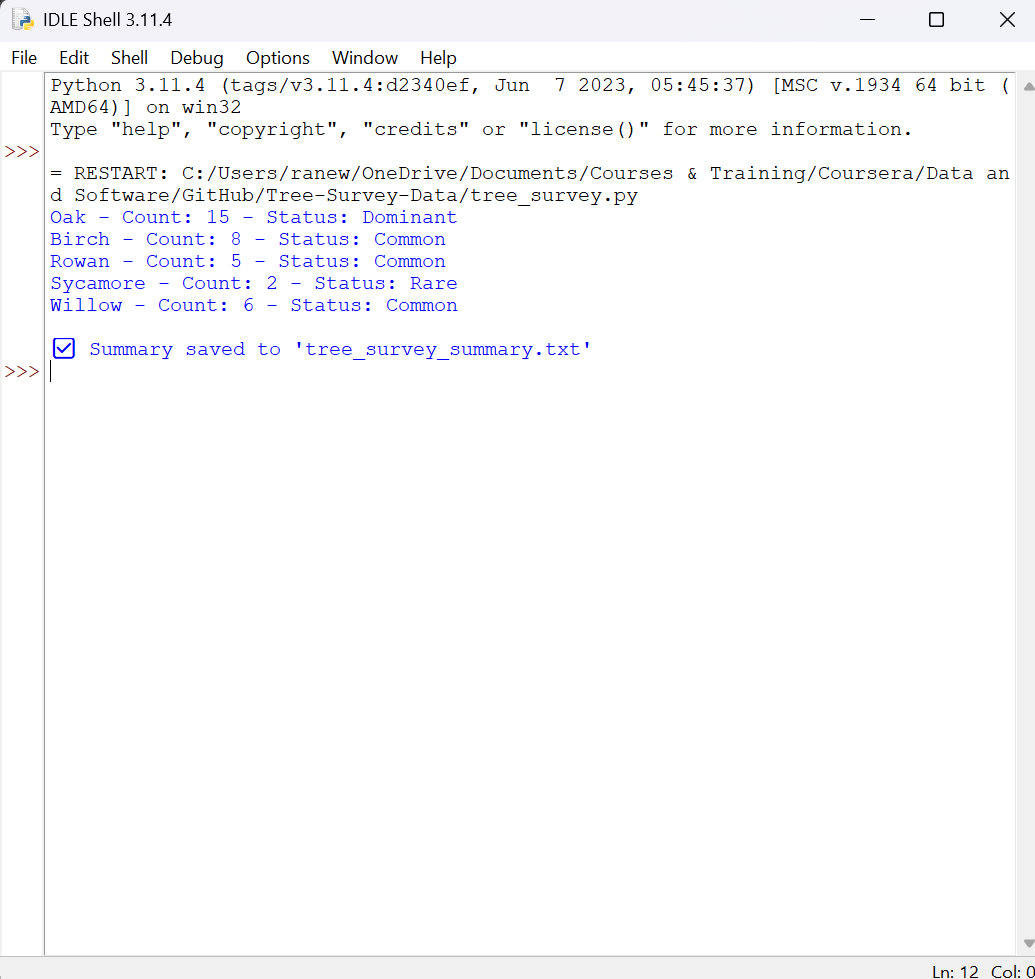 IDLE Shell 3.11.4
File Edit Shell Debug Options Window Help
Python 3.11.4 (tags/v3.11.4:d2340ef, Jun  7 2023, 05:45:37) [MSC v.1934 64 bit (
AMD64)] on win32
Type "help", "copyright", "credits" or "license()" for more information.
>>>
= RESTART: C:/Users/ranew/OneDrive/Documents/Courses & Training/Coursera/Data an
d Software/GitHub/Tree-Survey-Data/tree_survey.py
Oak - Count: 15 - Status: Dominant
Birch - Count: 8 - Status: Common
Rowan - Count: 5 - Status: Common
Sycamore - Count: 2 - Status: Rare
Willow - Count: 6 - Status: Common
☑ Summary saved to 'tree_survey_summary.txt'
>>>
Ln: 12 Col: 0